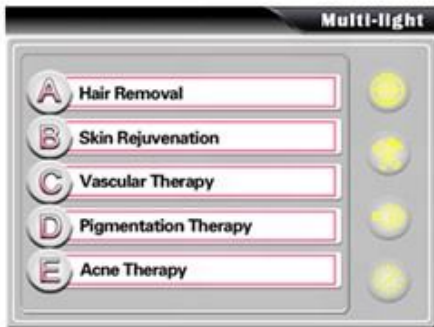 Multi-light
A Hair Removal
B Skin Rejuvenation
C Vascular Therapy
D Pigmentation Therapy
E Acne Therapy